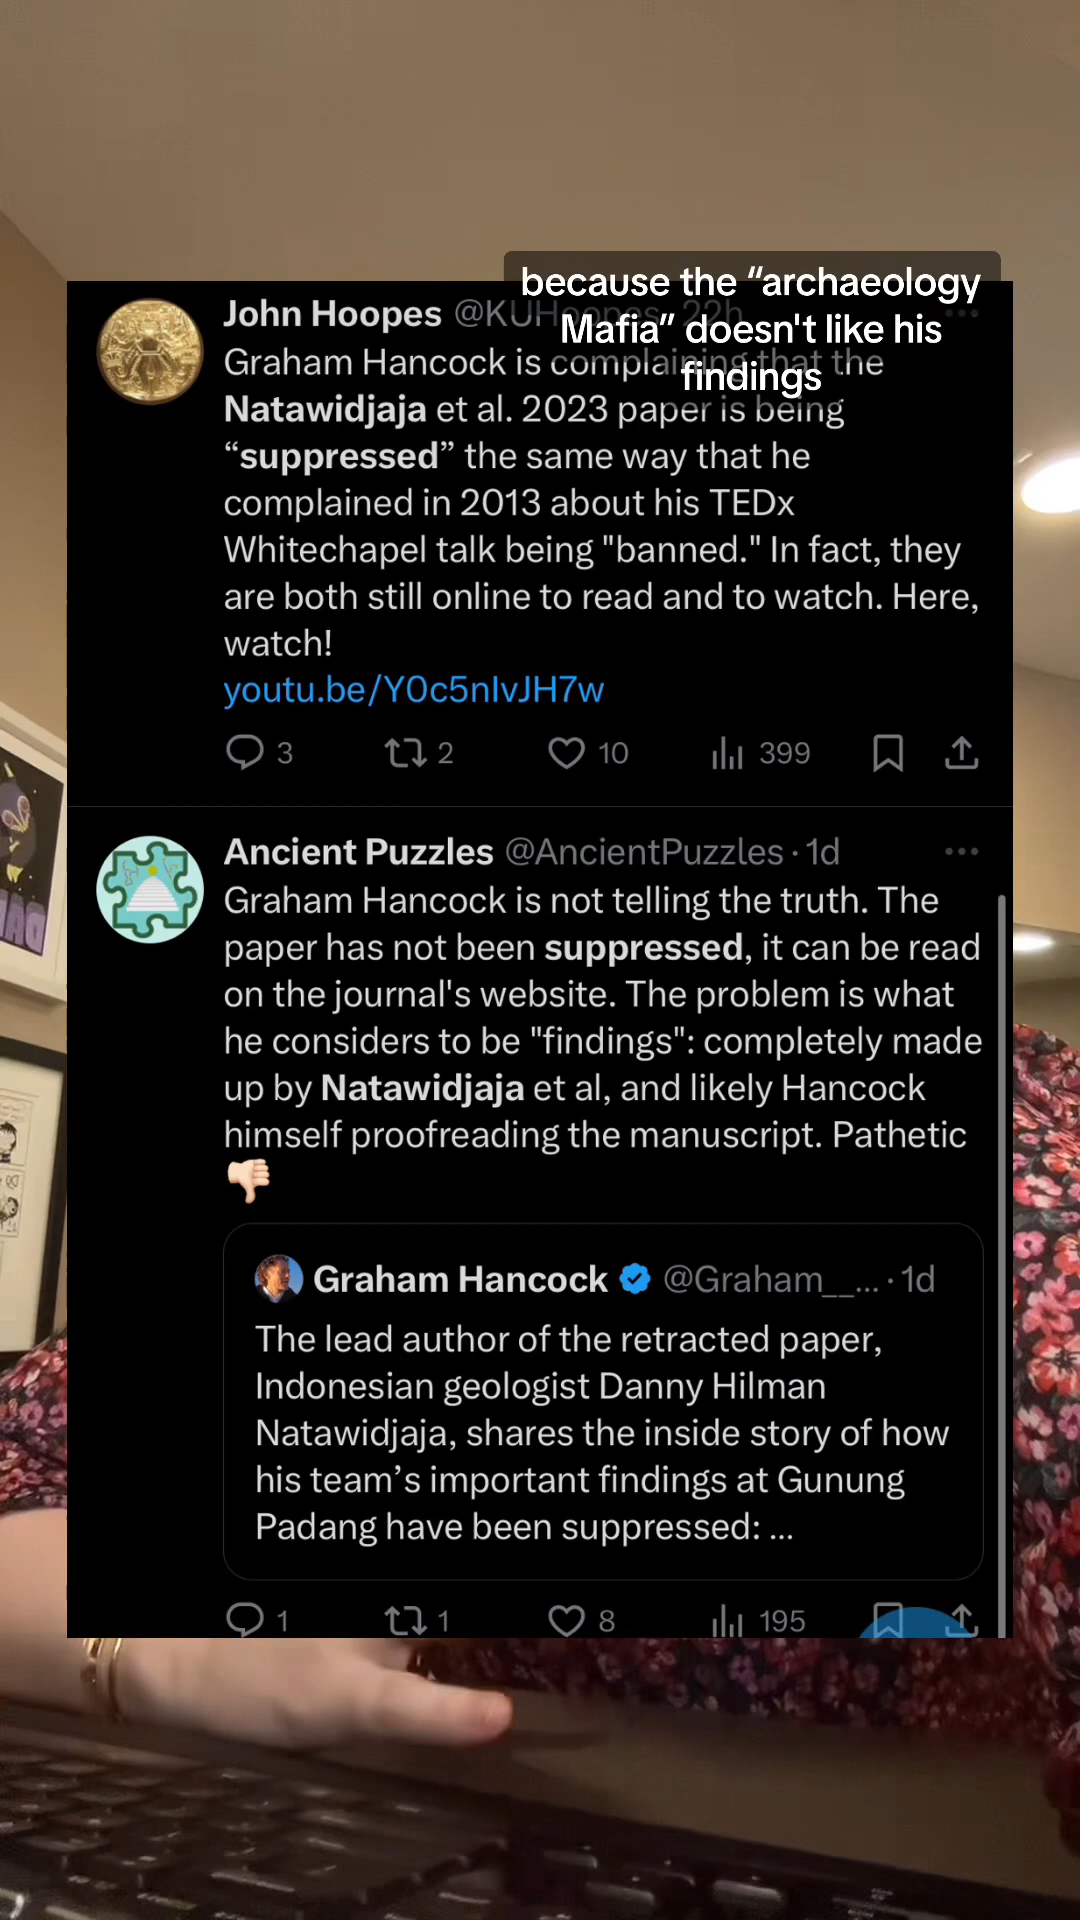 because the “archaeology
Mafia” doesn't like his
findings
John Hoopes @KUHoopes · 22h
Graham Hancock is complaining that the
Natawidjaja et al. 2023 paper is being
“suppressed” the same way that he
complained in 2013 about his TEDx
Whitechapel talk being "banned." In fact, they
are both still online to read and to watch. Here,
watch!
youtu.be/Y0c5nIvJH7w
3 2 10 399
Ancient Puzzles @AncientPuzzles · 1d
Graham Hancock is not telling the truth. The
paper has not been suppressed, it can be read
on the journal's website. The problem is what
he considers to be "findings": completely made
up by Natawidjaja et al, and likely Hancock
himself proofreading the manuscript. Pathetic
Graham Hancock @Graham__... · 1d
The lead author of the retracted paper,
Indonesian geologist Danny Hilman
Natawidjaja, shares the inside story of how
his team’s important findings at Gunung
Padang have been suppressed: ...
1 1 8 195